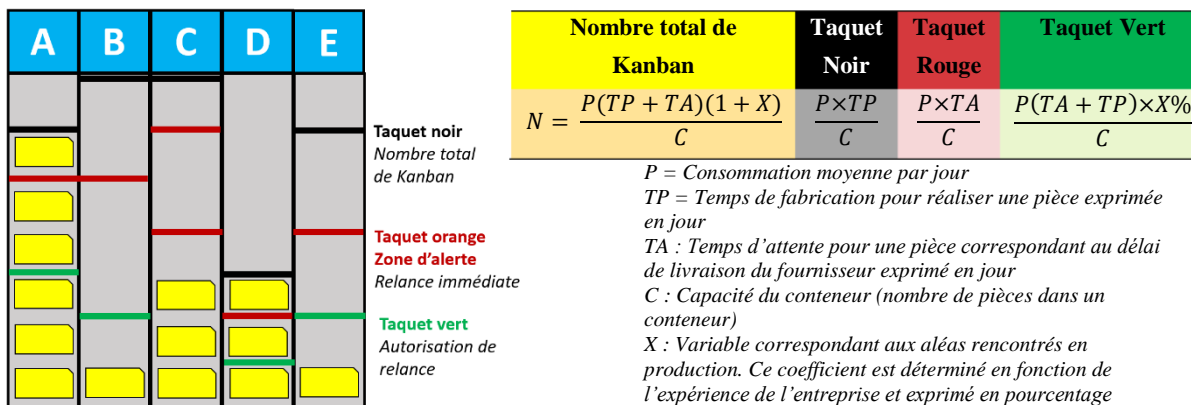 A B C D E
Taquet noir
Nombre total
de Kanban
Taquet orange
Zone d'alerte
Relance immédiate
Taquet vert
Autorisation de
relance
Nombre total de
Kanban
Taquet
Noir
Taquet
Rouge
Taquet Vert
N = P(TP + TA)(1 + X) / C
P×TP / C
P×TA / C
P(TA + TP)×X% / C
P = Consommation moyenne par jour
TP = Temps de fabrication pour réaliser une pièce exprimée
en jour
TA : Temps d'attente pour une pièce correspondant au délai
de livraison du fournisseur exprimé en jour
C : Capacité du conteneur (nombre de pièces dans un
conteneur)
X : Variable correspondant aux aléas rencontrés en
production. Ce coefficient est déterminé en fonction de
l'expérience de l'entreprise et exprimé en pourcentage